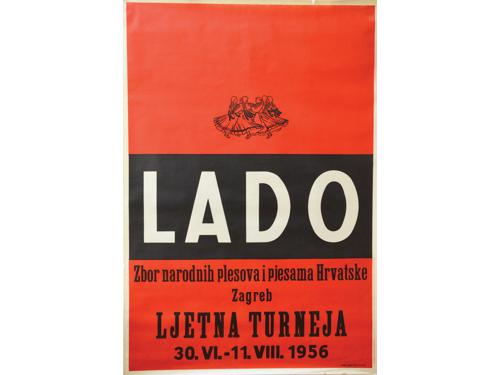 LADO
Zbor narodnih plesova i pjesama Hrvatske
Zagreb
LJETNA TURNEJA
30. VI. - 11. VIII. 1956